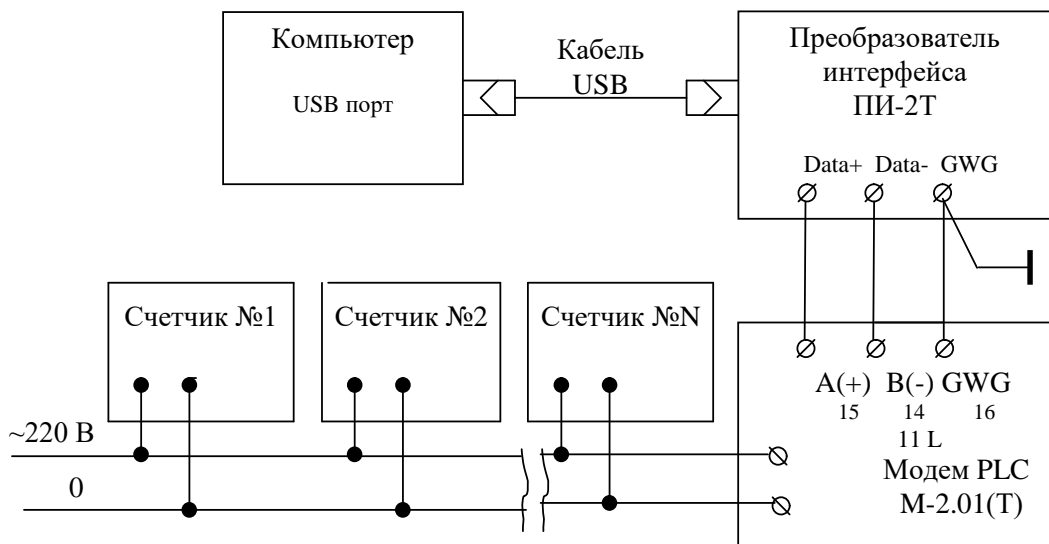 Компьютер
USB порт
Кабель
USB
Преобразователь
интерфейса
ПИ-2Т
Data+ Data- GWG
Счетчик №1
Счетчик №2
Счетчик №N
A(+) B(-) GWG
15 14 16
11 L
Модем PLC
М-2.01(Т)
~220 В
0